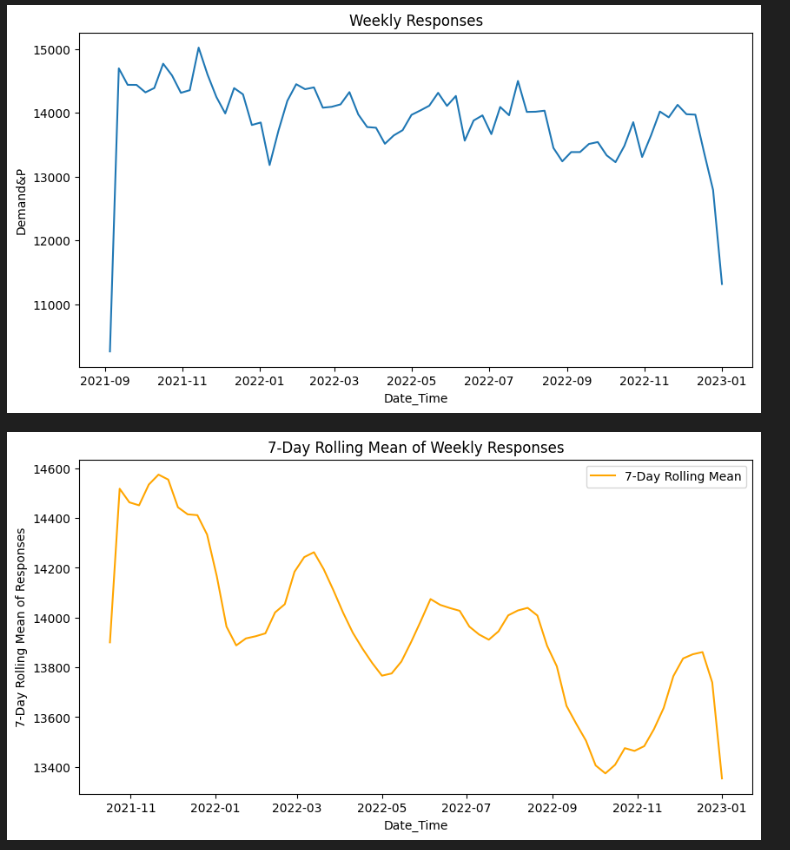 Weekly Responses
15000
14000
13000
12000
11000
Demand&P
2021-09 2021-11 2022-01 2022-03 2022-05 2022-07 2022-09 2022-11 2023-01
Date_Time
7-Day Rolling Mean of Weekly Responses
7-Day Rolling Mean
14600
14400
14200
14000
13800
13600
13400
7-Day Rolling Mean of Responses
2021-11 2022-01 2022-03 2022-05 2022-07 2022-09 2022-11 2023-01
Date_Time